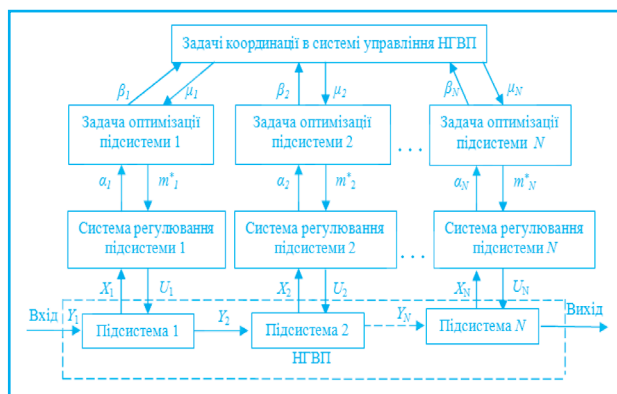 Задачі координації в системі управління НГВП
β1 μ1 β2 μ2 βN μN
Задача оптимізації підсистеми 1
Задача оптимізації підсистеми 2
. . .
Задача оптимізації підсистеми N
α1 m*1 α2 m*2 αN m*N
Система регулювання підсистеми 1
Система регулювання підсистеми 2
. . .
Система регулювання підсистеми N
X1 U1 X2 U2 XN UN
Вхід Y1 Підсистема 1 Y2 Підсистема 2 YN Підсистема N Вихід
НГВП